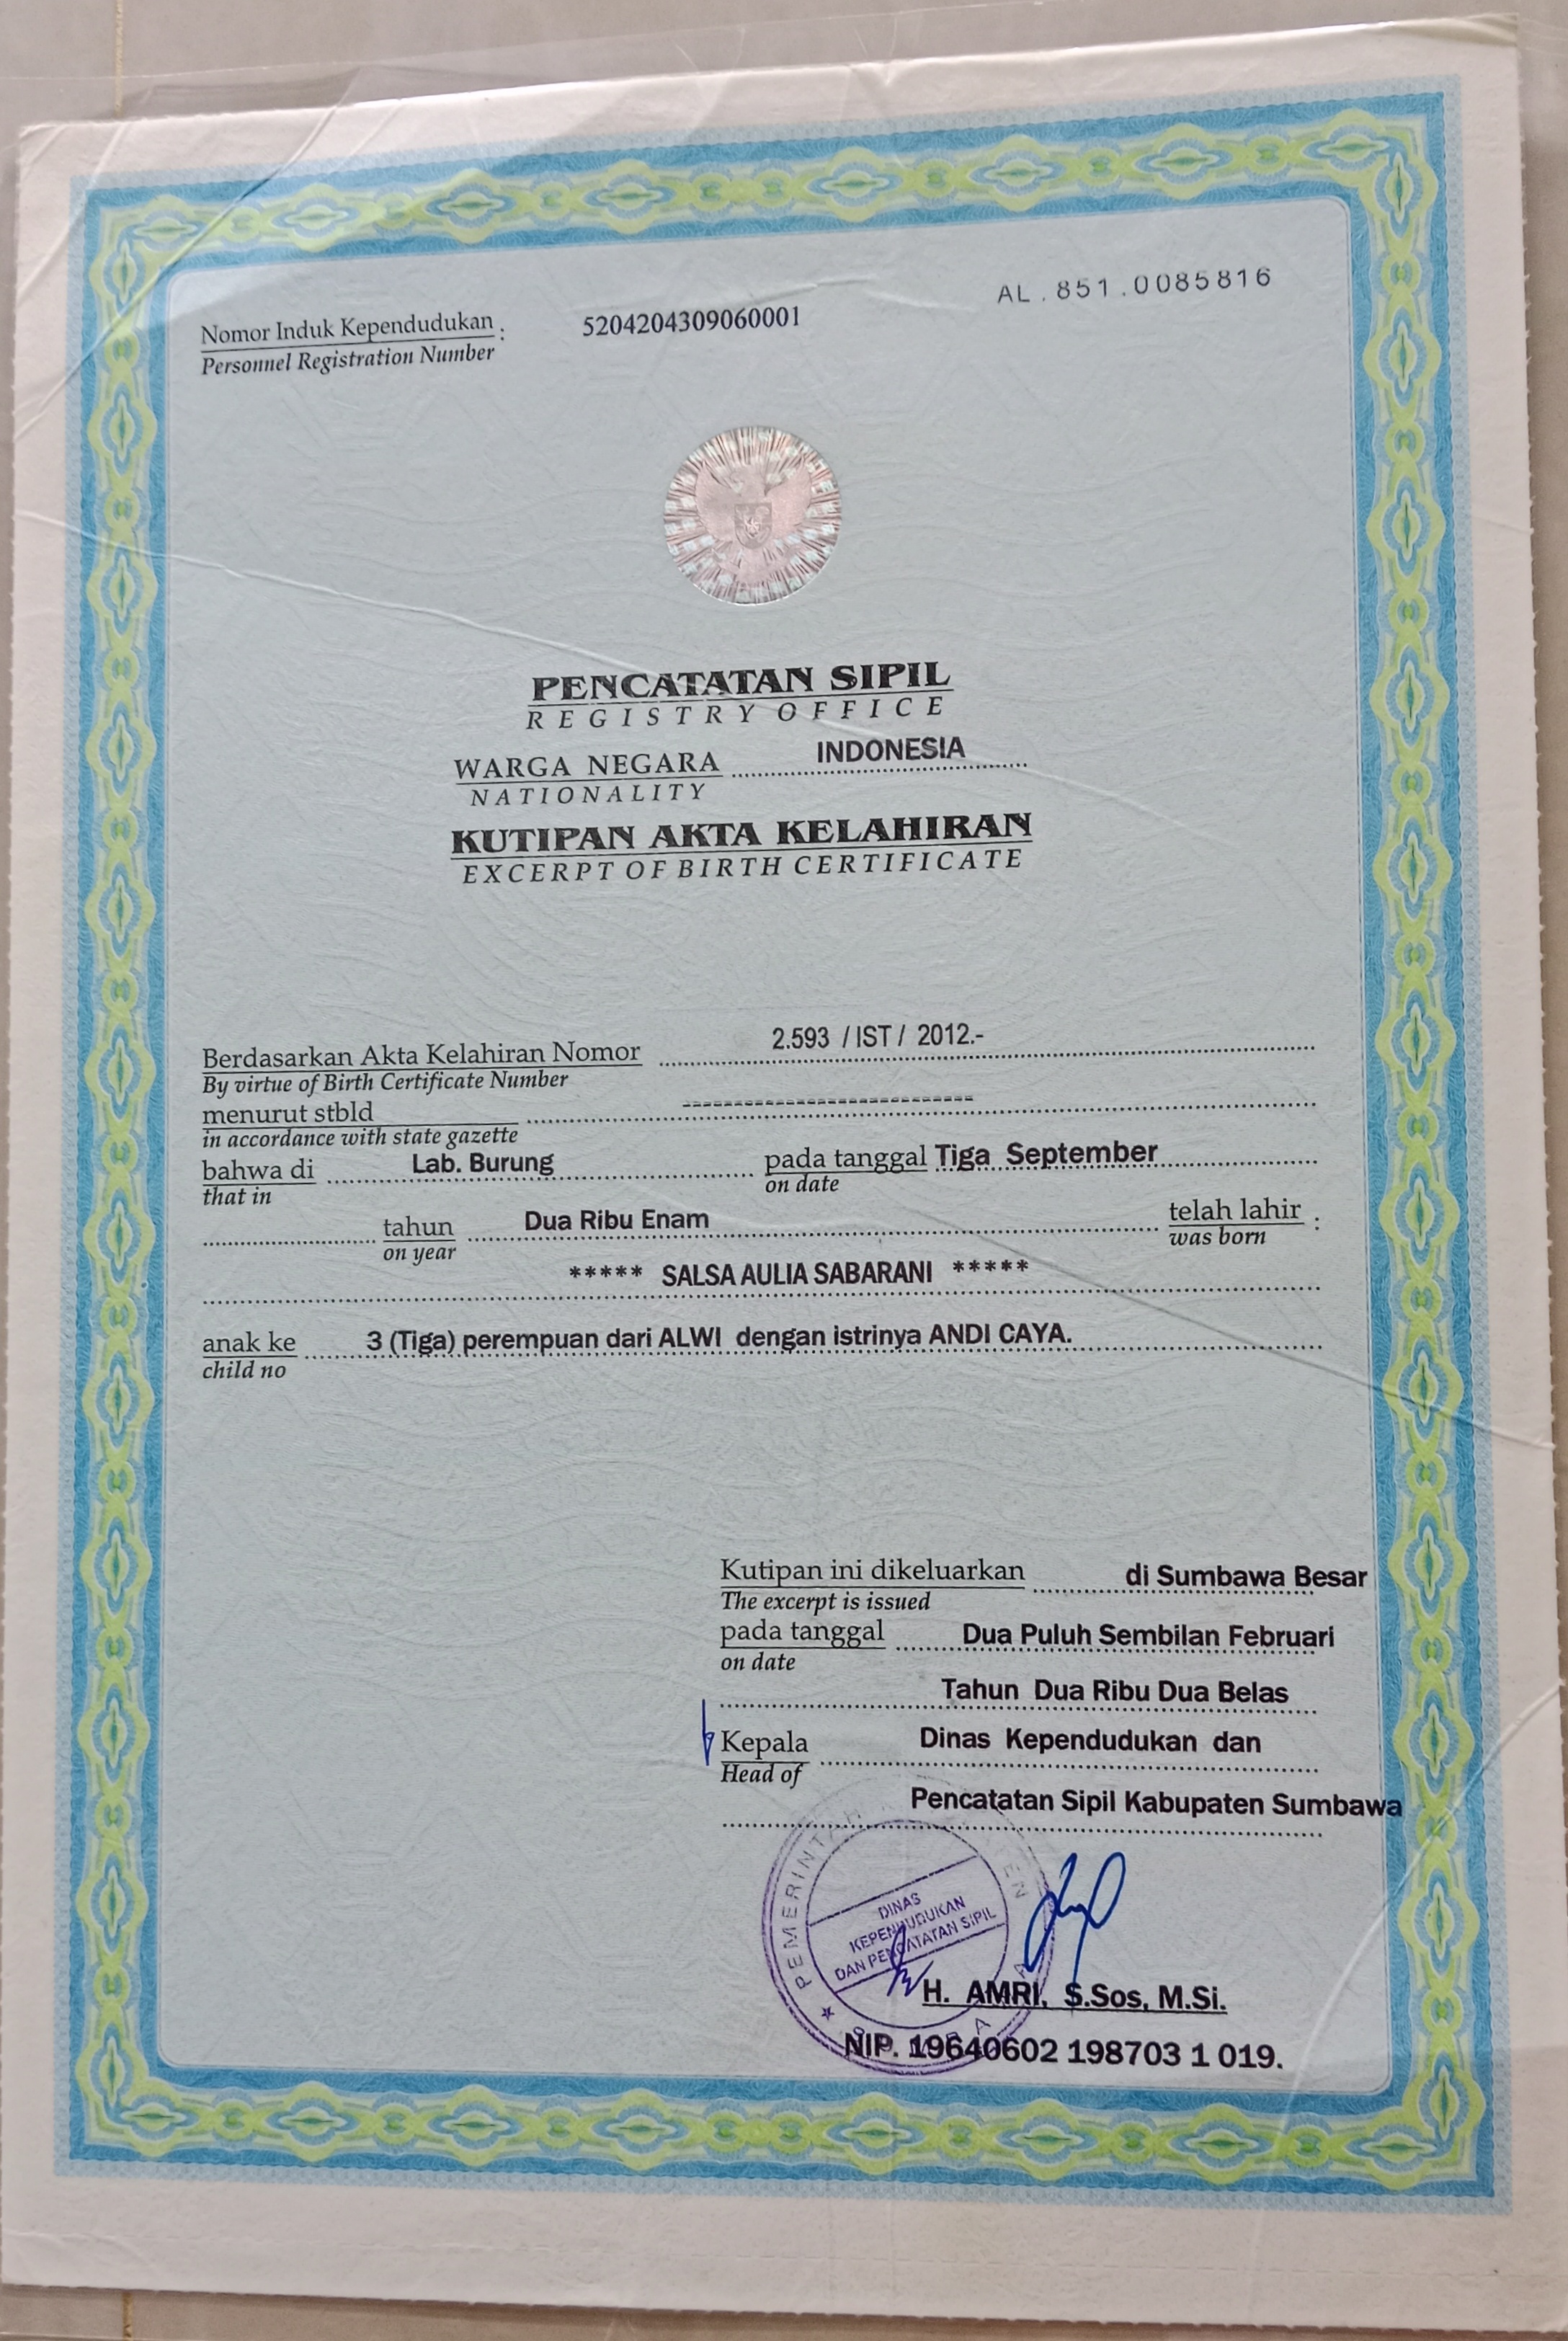 AL . 851 .0085816
Nomor Induk Kependudukan : 5204204309060001
Personnel Registration Number
PENCATATAN SIPIL
REGISTRY OFFICE
WARGA NEGARA INDONESIA
NATIONALITY
KUTIPAN AKTA KELAHIRAN
EXCERPT OF BIRTH CERTIFICATE
Berdasarkan Akta Kelahiran Nomor 2.593 / IST / 2012.-
By virtue of Birth Certificate Number
menurut stbld ----------------------------
in accordance with state gazette
bahwa di Lab. Burung pada tanggal Tiga September
that in on date
tahun Dua Ribu Enam telah lahir :
on year was born
***** SALSA AULIA SABARANI *****
anak ke 3 (Tiga) perempuan dari ALWI dengan istrinya ANDI CAYA.
child no
Kutipan ini dikeluarkan di Sumbawa Besar
The excerpt is issued
pada tanggal Dua Puluh Sembilan Februari
on date
Tahun Dua Ribu Dua Belas
Kepala Dinas Kependudukan dan
Head of
Pencatatan Sipil Kabupaten Sumbawa
PEMERINTAH
DINAS
KEPENDUDUKAN
DAN PENCATATAN SIPIL
H. AMRI, S.Sos, M.Si.
NIP. 19640602 198703 1 019.